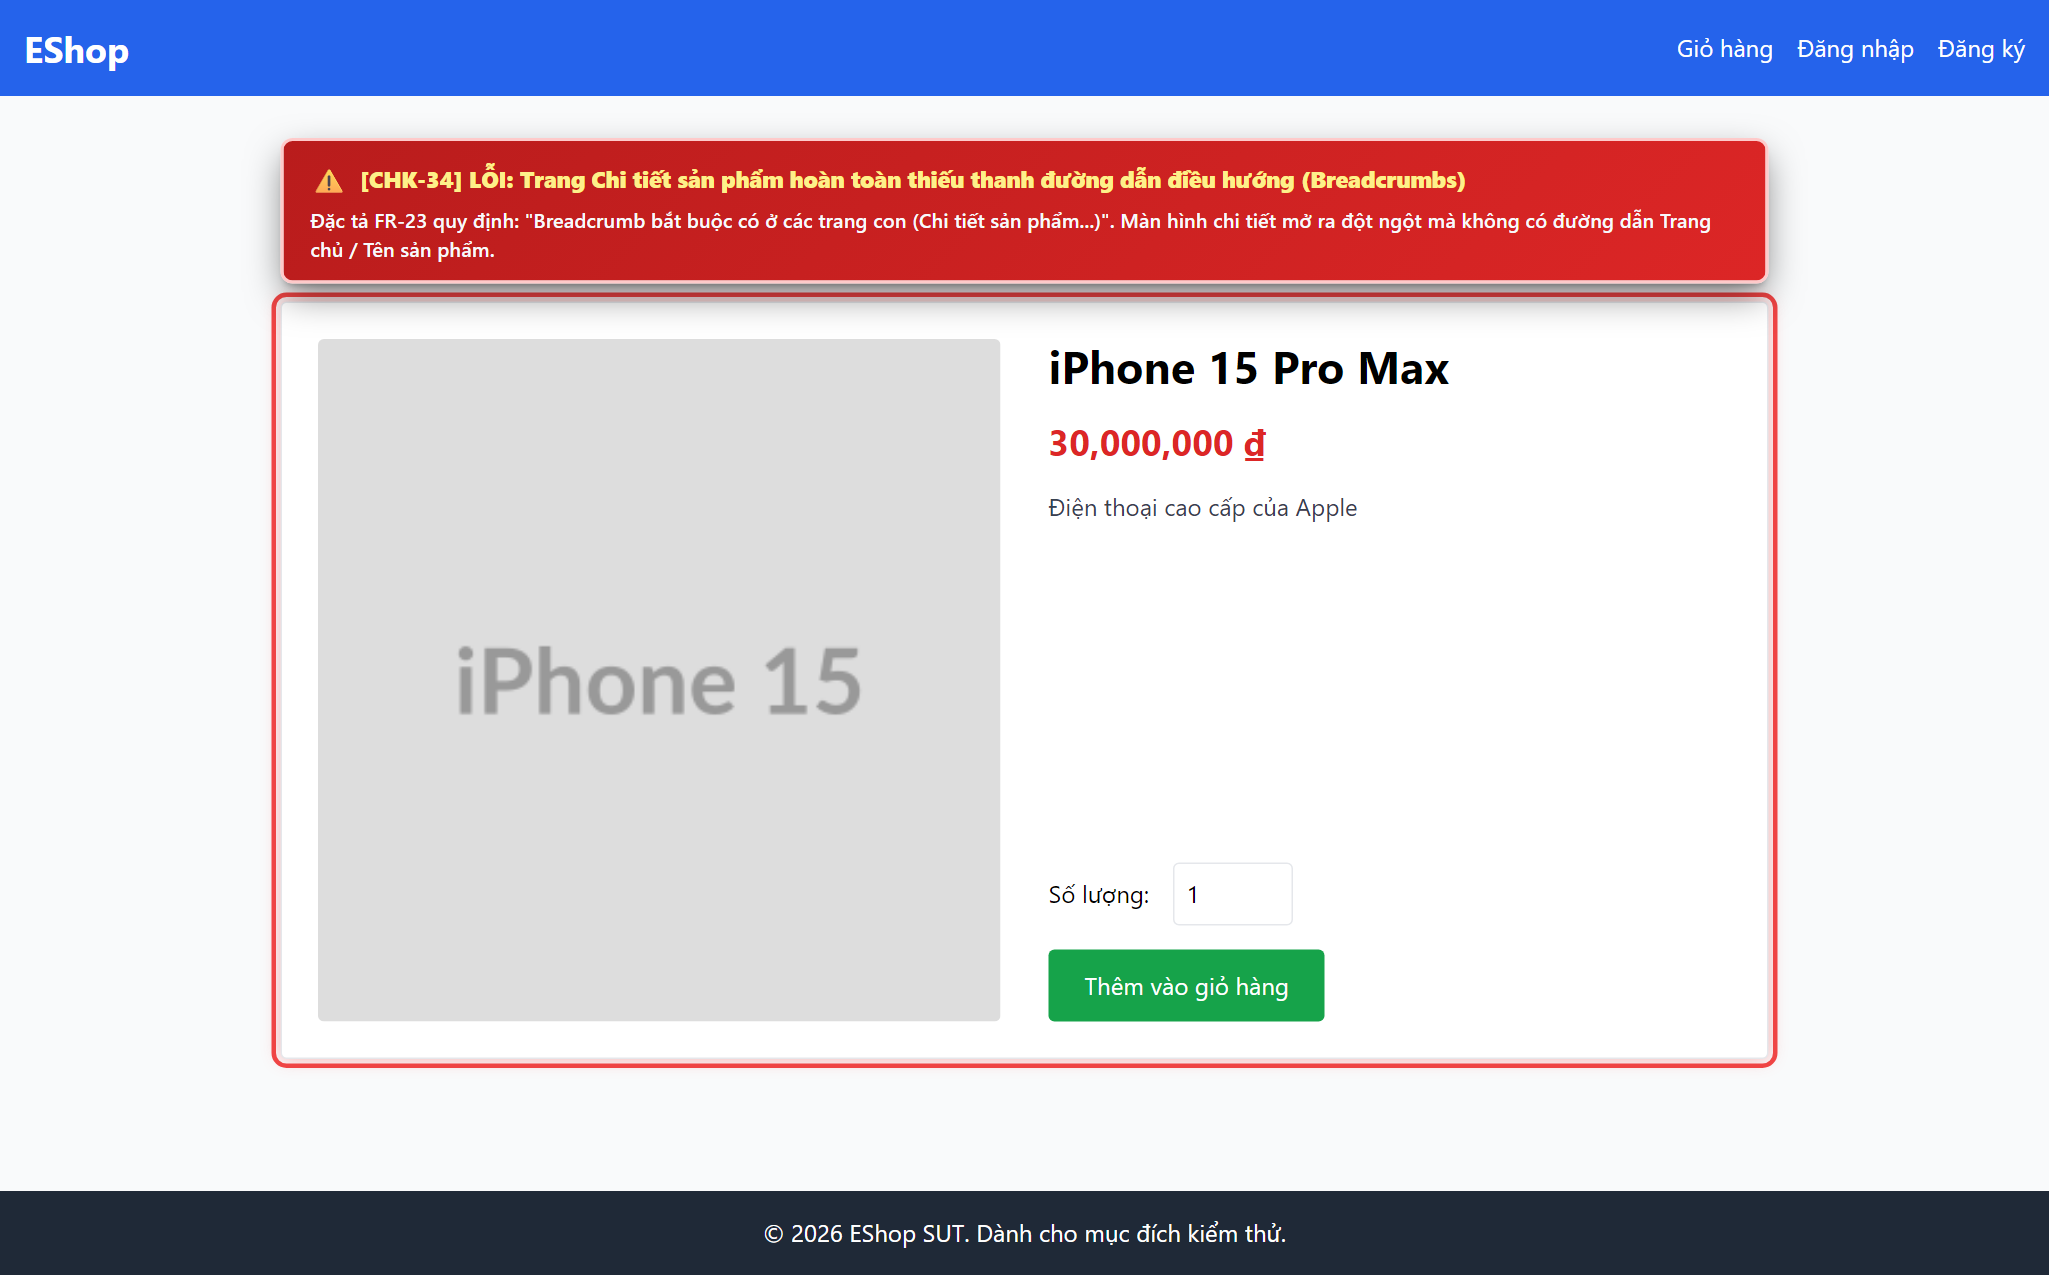 EShop
Giỏ hàng Đăng nhập Đăng ký
⚠️ [CHK-34] LỖI: Trang Chi tiết sản phẩm hoàn toàn thiếu thanh đường dẫn điều hướng (Breadcrumbs)
Đặc tả FR-23 quy định: "Breadcrumb bắt buộc có ở các trang con (Chi tiết sản phẩm...)". Màn hình chi tiết mở ra đột ngột mà không có đường dẫn Trang
chủ / Tên sản phẩm.
iPhone 15
iPhone 15 Pro Max
30,000,000 ₫
Điện thoại cao cấp của Apple
Số lượng: 1
Thêm vào giỏ hàng
© 2026 EShop SUT. Dành cho mục đích kiểm thử.